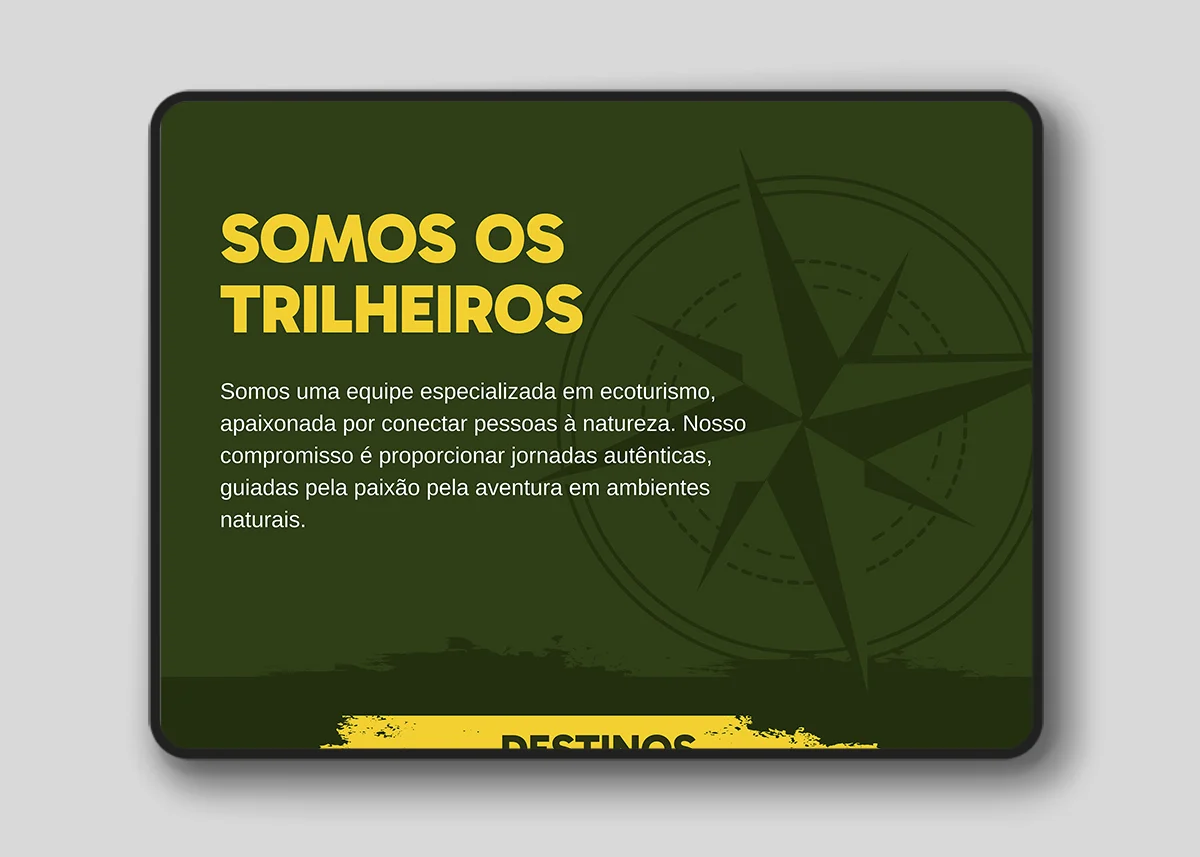 SOMOS OS
TRILHEIROS
Somos uma equipe especializada em ecoturismo,
apaixonada por conectar pessoas à natureza. Nosso
compromisso é proporcionar jornadas autênticas,
guiadas pela paixão pela aventura em ambientes
naturais.
DESTINOS